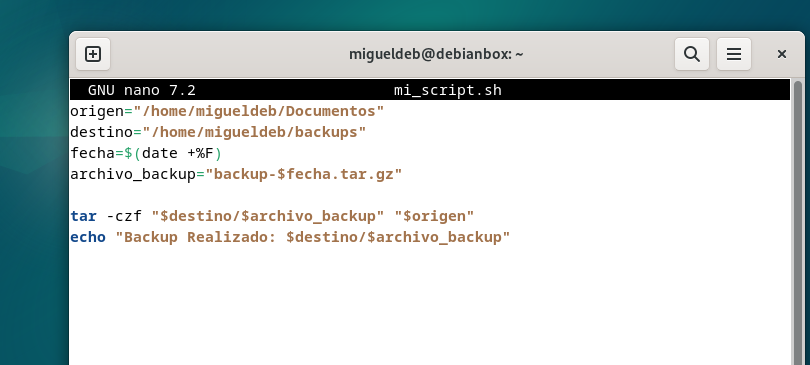 migueldeb@debianbox: ~
GNU nano 7.2 mi_script.sh
origen="/home/migueldeb/Documentos"
destino="/home/migueldeb/backups"
fecha=$(date +%F)
archivo_backup="backup-$fecha.tar.gz"
tar -czf "$destino/$archivo_backup" "$origen"
echo "Backup Realizado: $destino/$archivo_backup"